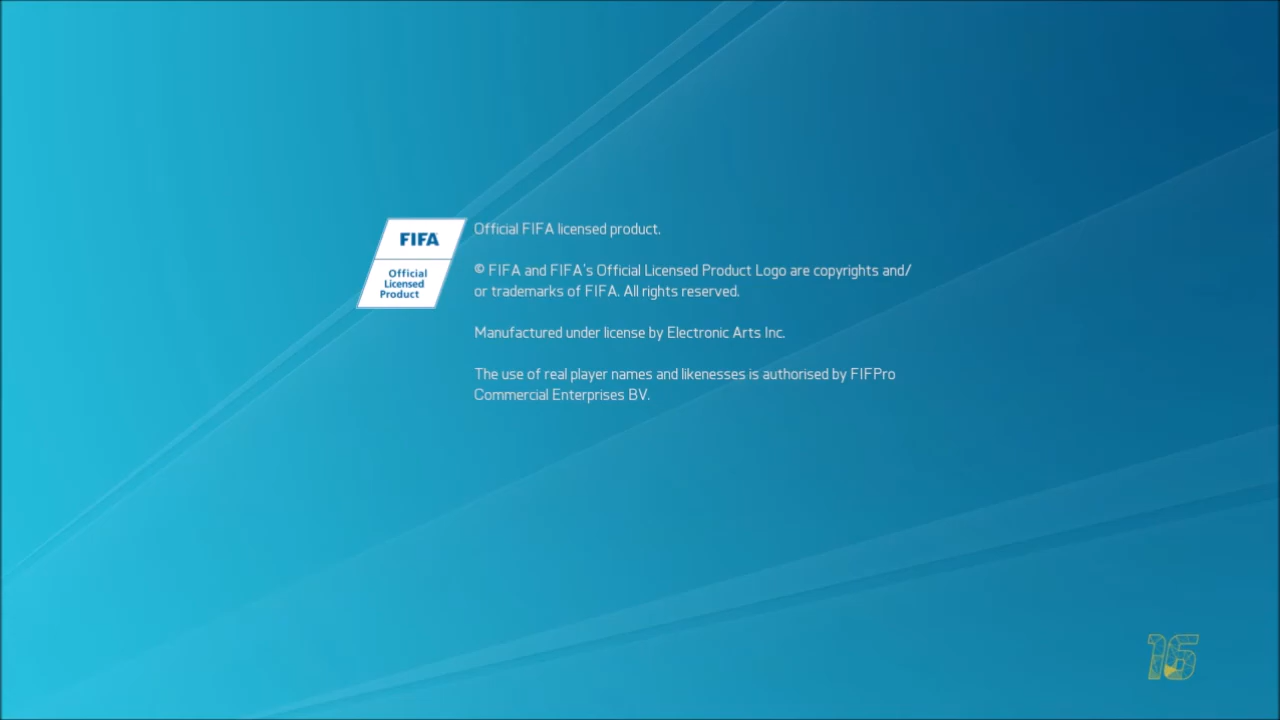 FIFA
Official
Licensed
Product
Official FIFA licensed product.
© FIFA and FIFA's Official Licensed Product Logo are copyrights and/
or trademarks of FIFA. All rights reserved.
Manufactured under license by Electronic Arts Inc.
The use of real player names and likenesses is authorised by FIFPro
Commercial Enterprises BV.
16